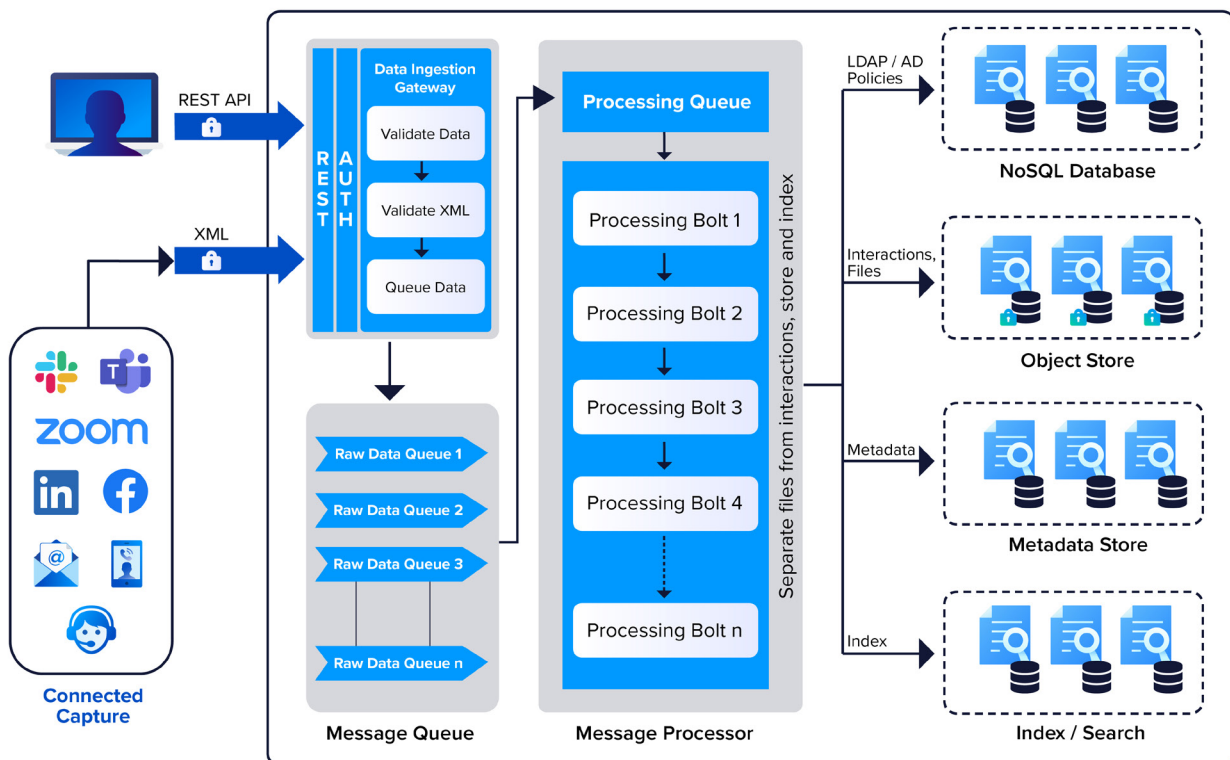 REST API
XML
zoom
in
f
T
@
Connected
Capture
REST
AUTH
Data Ingestion
Gateway
Validate Data
Validate XML
Queue Data
Raw Data Queue 1
Raw Data Queue 2
Raw Data Queue 3
Raw Data Queue n
Message Queue
Processing Queue
Processing Bolt 1
Processing Bolt 2
Processing Bolt 3
Processing Bolt 4
Processing Bolt n
Message Processor
Separate files from interactions, store and index
LDAP / AD
Policies
NoSQL Database
Interactions,
Files
Object Store
Metadata
Metadata Store
Index
Index / Search